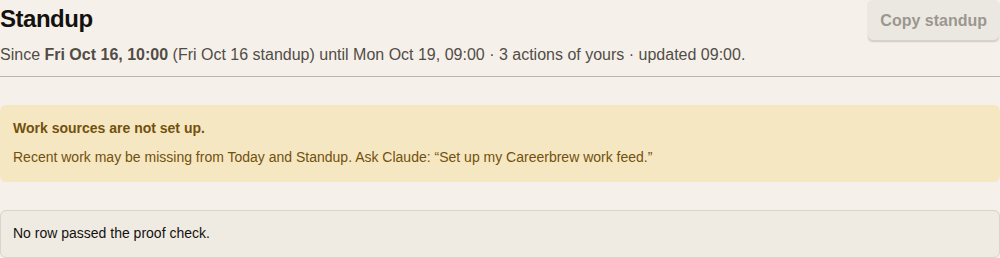 Standup
Copy standup
Since Fri Oct 16, 10:00 (Fri Oct 16 standup) until Mon Oct 19, 09:00 · 3 actions of yours · updated 09:00.
Work sources are not set up.
Recent work may be missing from Today and Standup. Ask Claude: “Set up my Careerbrew work feed.”
No row passed the proof check.